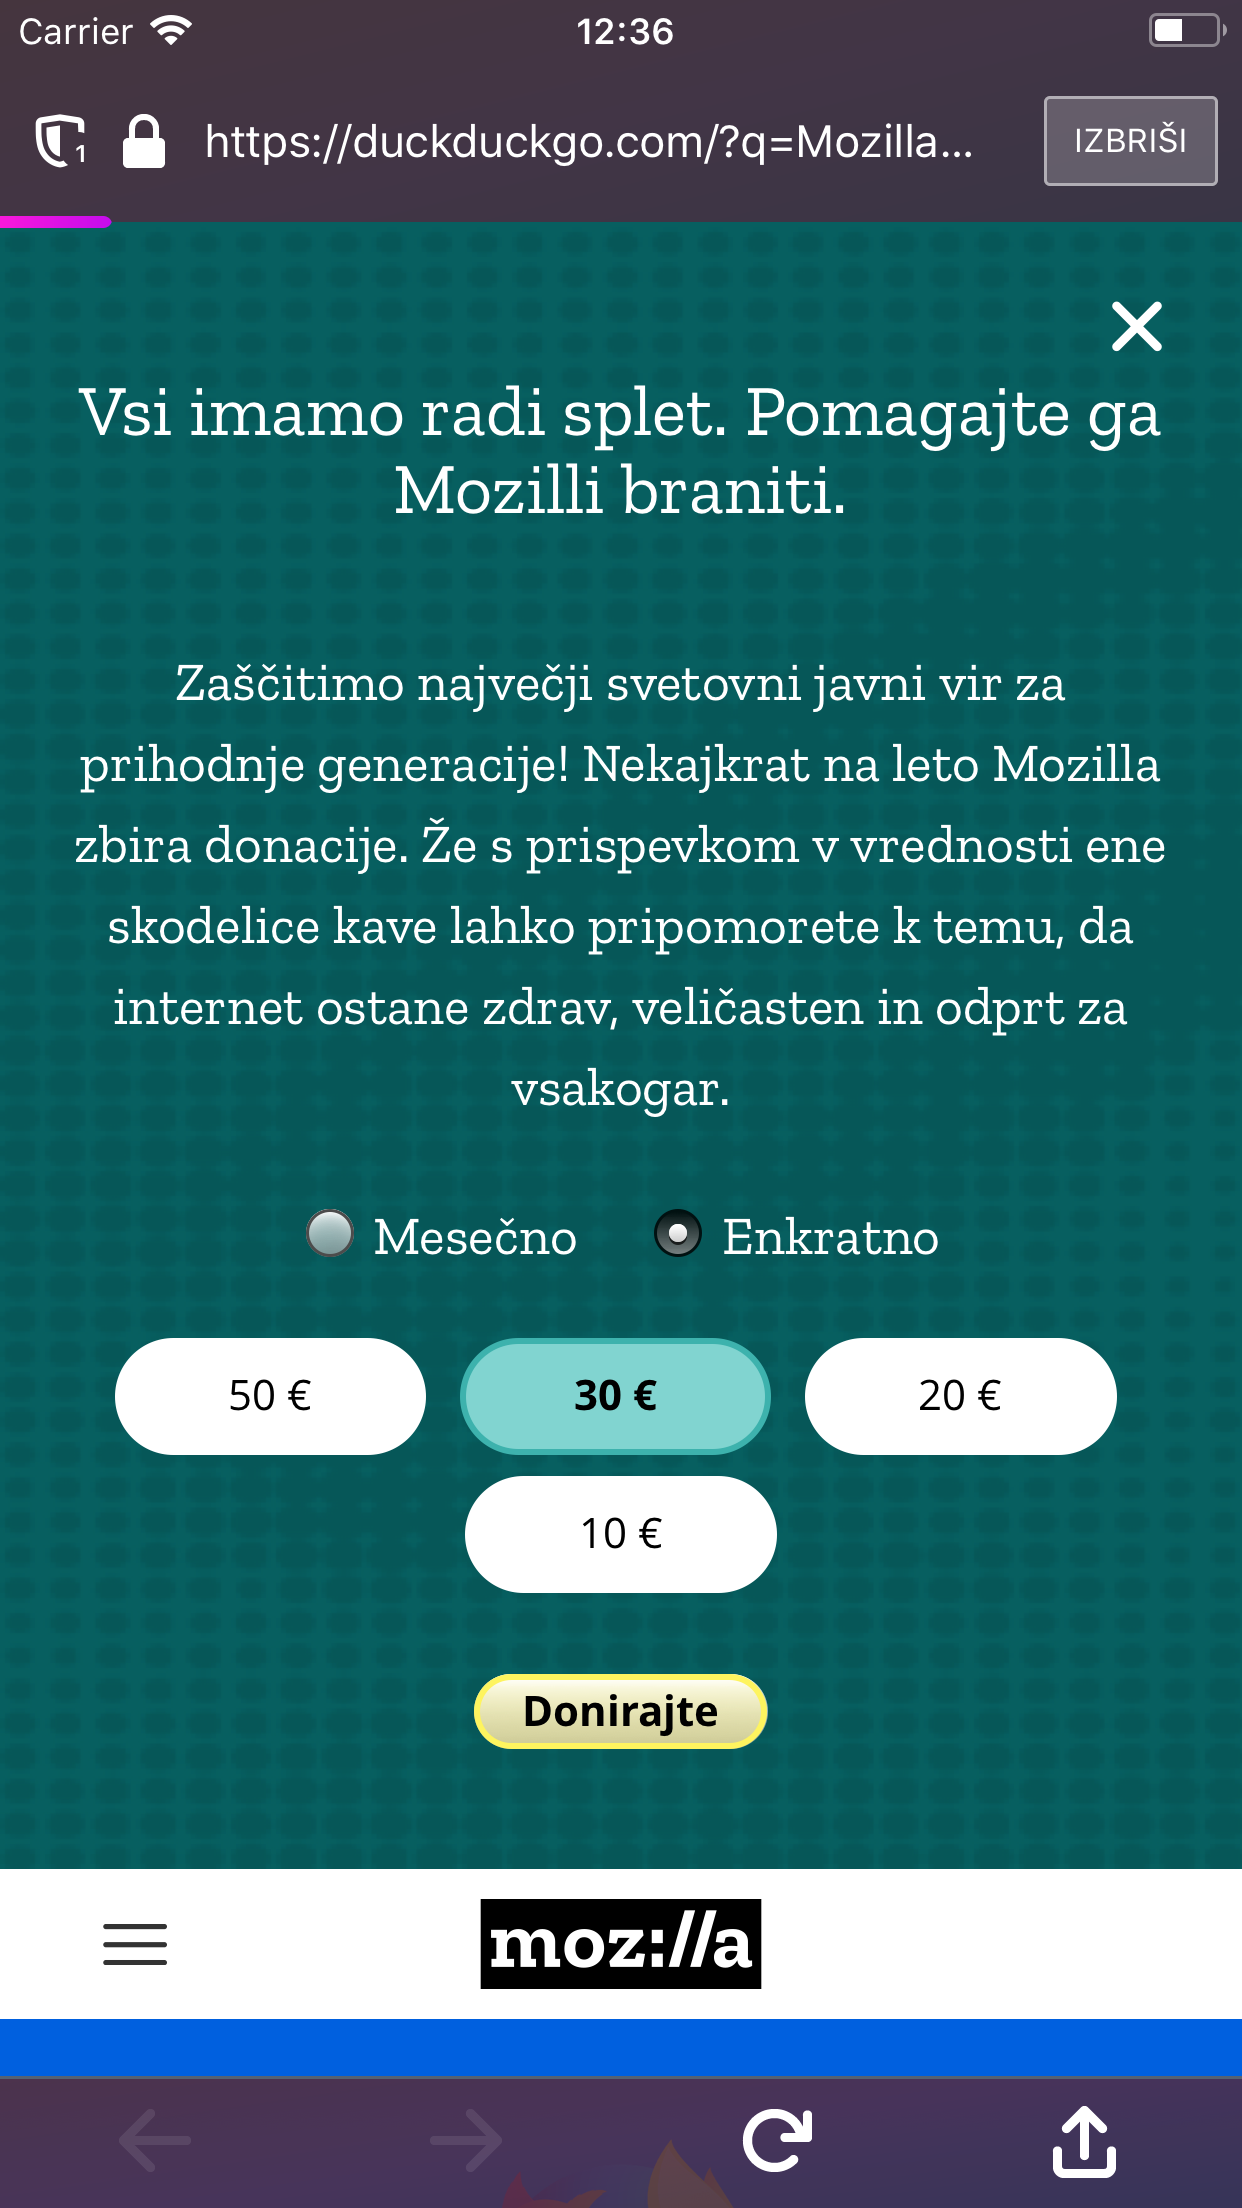 Carrier
12:36
1
https://duckduckgo.com/?q=Mozilla...
IZBRIŠI
Vsi imamo radi splet. Pomagajte ga
Mozilli braniti.
Zaščitimo največji svetovni javni vir za
prihodnje generacije! Nekajkrat na leto Mozilla
zbira donacije. Že s prispevkom v vrednosti ene
skodelice kave lahko pripomorete k temu, da
internet ostane zdrav, veličasten in odprt za
vsakogar.
Mesečno
Enkratno
50 €
30 €
20 €
10 €
Donirajte
moz://a